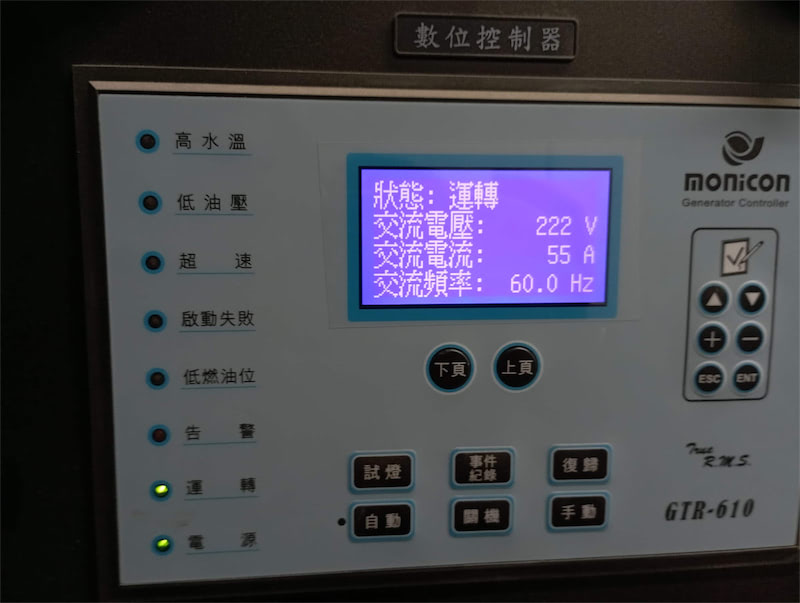 數位控制器
高水溫
低油壓
超速
啟動失敗
低燃油位
告警
運轉
電源
狀態: 運轉
交流電壓: 222 V
交流電流: 55 A
交流頻率: 60.0 Hz
下頁
上頁
試燈
事件
紀錄
復歸
自動
關機
手動
monicon
Generator Controller
+
−
ESC
ENT
True
R.M.S.
GTR-610